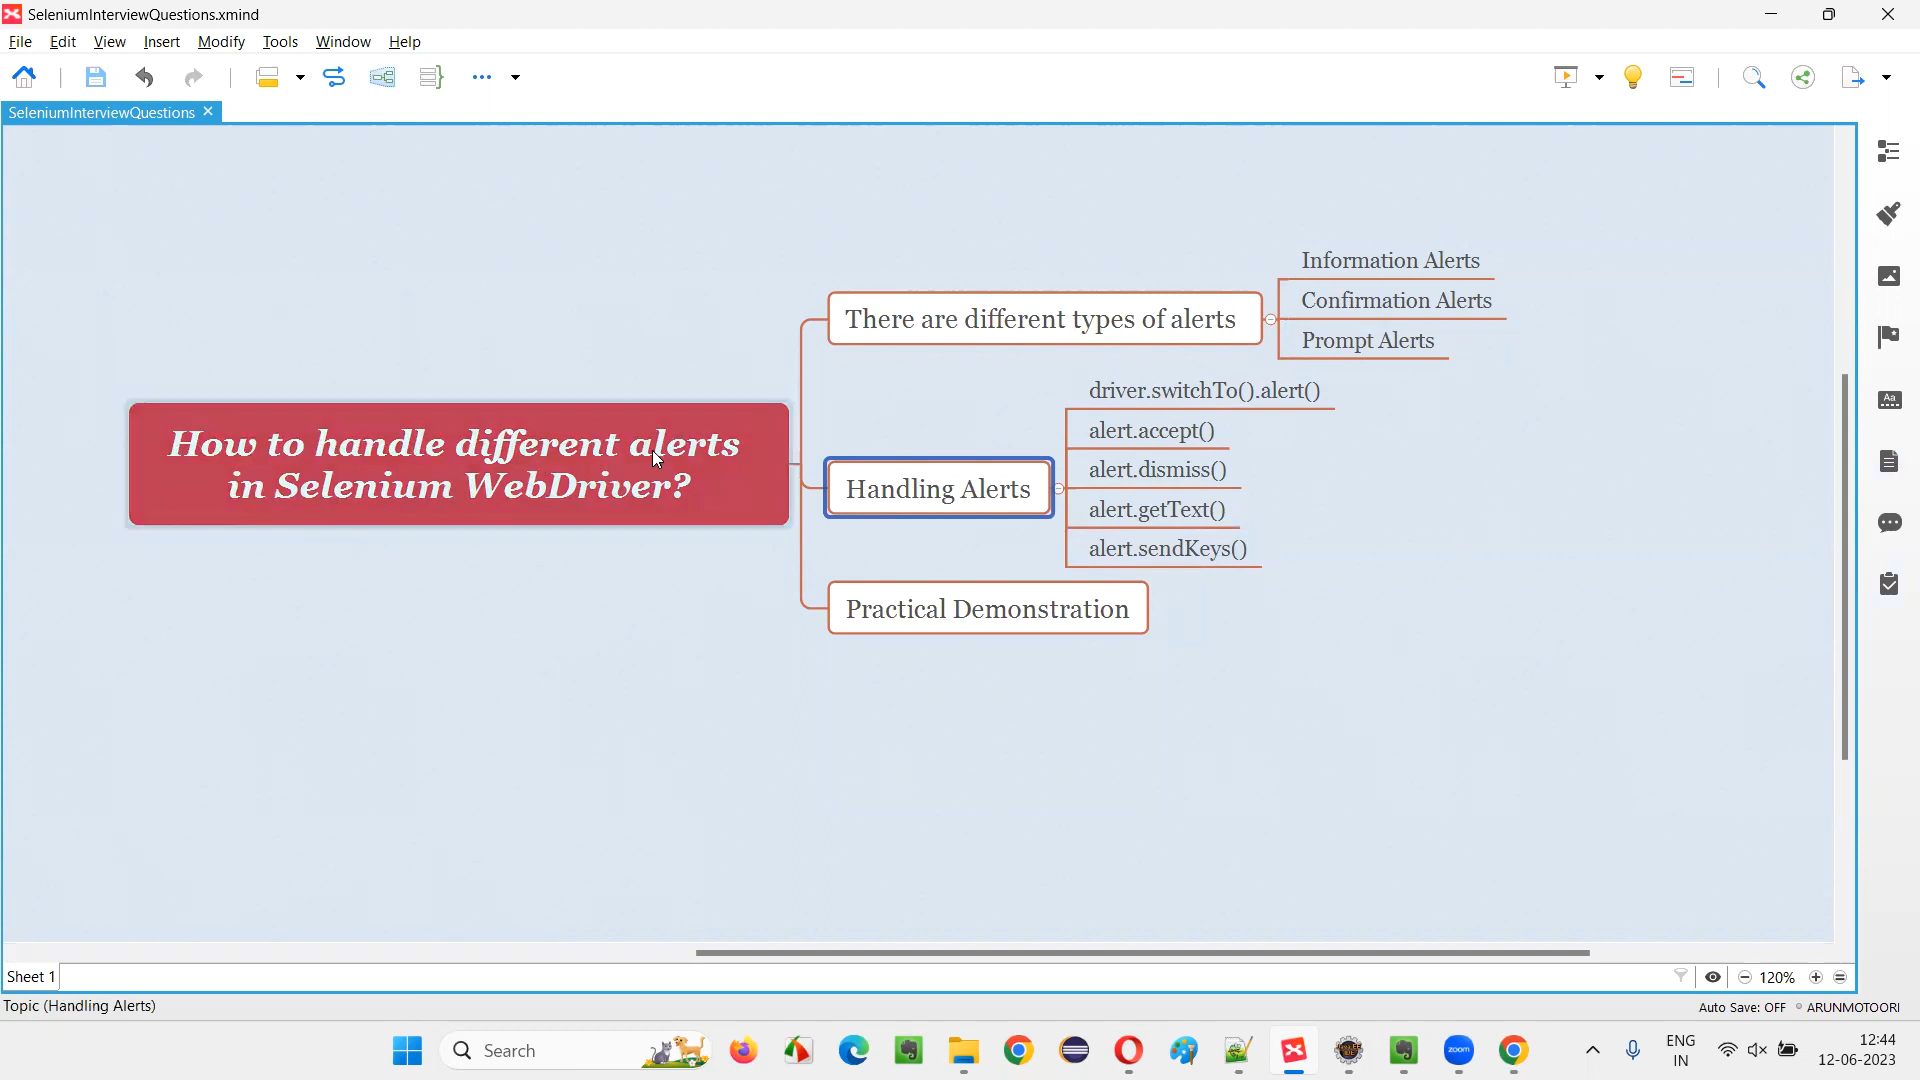 SeleniumInterviewQuestions.xmind
File Edit View Insert Modify Tools Window Help
SeleniumInterviewQuestions
Information Alerts
There are different types of alerts
Confirmation Alerts
Prompt Alerts
How to handle different alerts
in Selenium WebDriver?
driver.switchTo().alert()
alert.accept()
Handling Alerts
alert.dismiss()
alert.getText()
alert.sendKeys()
Practical Demonstration
Aa
Sheet 1
120%
Topic (Handling Alerts)
Auto Save: OFF
ARUNMOTOORI
Search
zoom
ENG
IN
12:44
12-06-2023